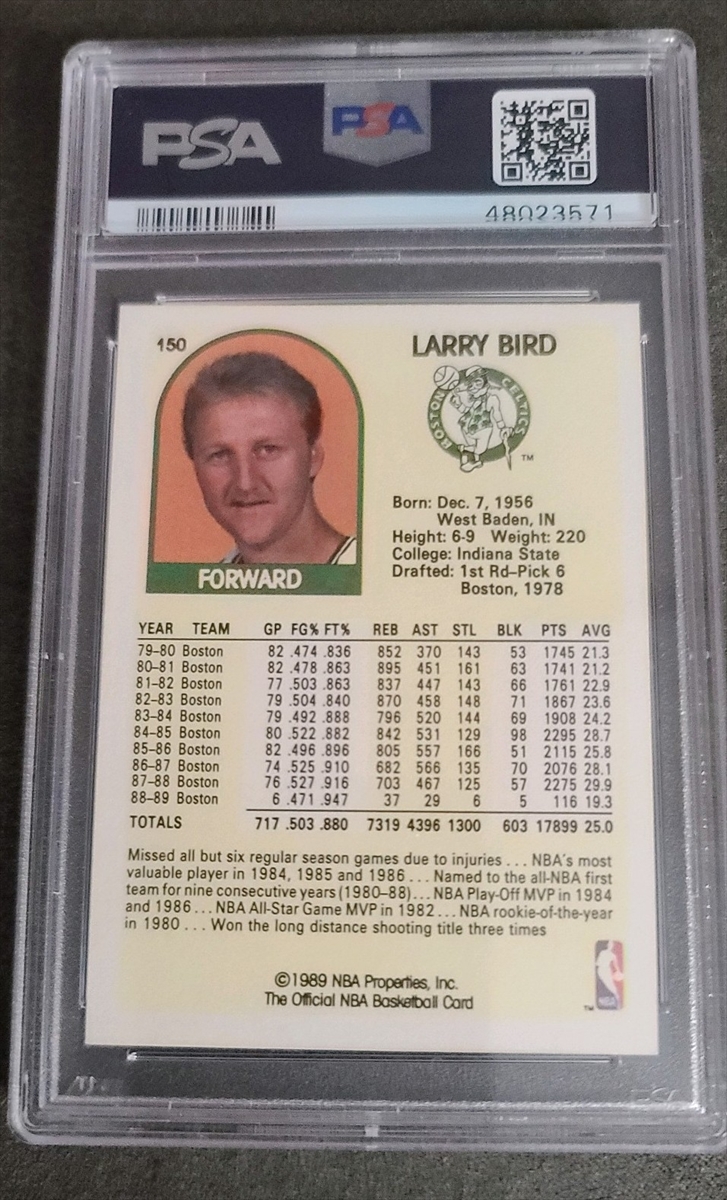 PSA PSA
48023571
150 LARRY BIRD
BOSTON CELTICS
TM
Born: Dec. 7, 1956
West Baden, IN
Height: 6-9 Weight: 220
College: Indiana State
Drafted: 1st Rd–Pick 6
Boston, 1978
FORWARD
YEAR TEAM GP FG% FT% REB AST STL BLK PTS AVG
79-80 Boston 82 .474 .836 852 370 143 53 1745 21.3
80-81 Boston 82 .478 .863 895 451 161 63 1741 21.2
81-82 Boston 77 .503 .863 837 447 143 66 1761 22.9
82-83 Boston 79 .504 .840 870 458 148 71 1867 23.6
83-84 Boston 79 .492 .888 796 520 144 69 1908 24.2
84-85 Boston 80 .522 .882 842 531 129 98 2295 28.7
85-86 Boston 82 .496 .896 805 557 166 51 2115 25.8
86-87 Boston 74 .525 .910 682 566 135 70 2076 28.1
87-88 Boston 76 .527 .916 703 467 125 57 2275 29.9
88-89 Boston 6 .471 .947 37 29 6 5 116 19.3
TOTALS 717 .503 .880 7319 4396 1300 603 17899 25.0
Missed all but six regular season games due to injuries . . . NBA's most
valuable player in 1984, 1985 and 1986 . . . Named to the all-NBA first
team for nine consecutive years (1980–88) . . . NBA Play-Off MVP in 1984
and 1986 . . . NBA All-Star Game MVP in 1982 . . . NBA rookie-of-the-year
in 1980 . . . Won the long distance shooting title three times
©1989 NBA Properties, Inc.
The Official NBA Basketball Card
TM NBA